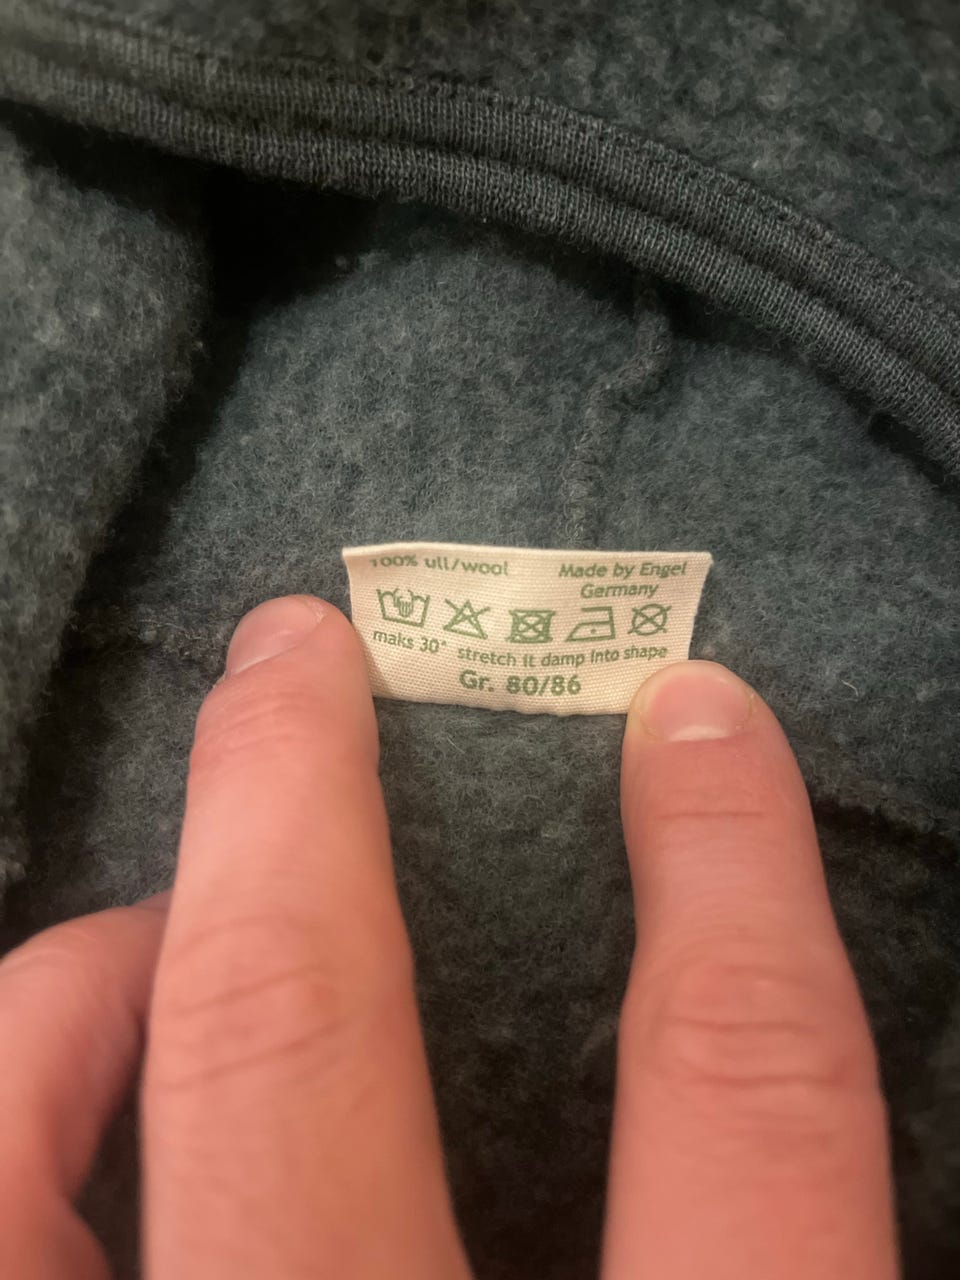 100% ull/wool
Made by Engel
Germany
maks 30° stretch it damp into shape
Gr. 80/86